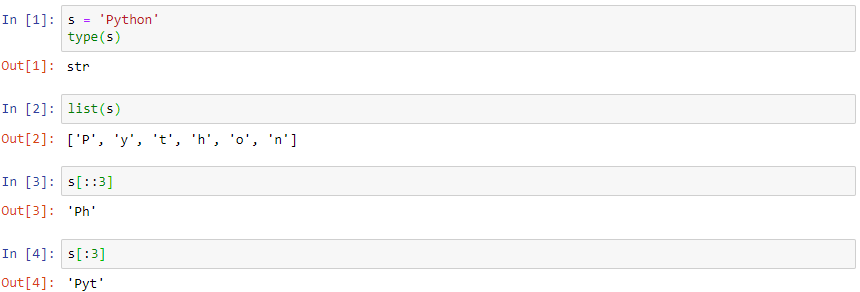 In [1]: s = 'Python'
type(s)
Out[1]: str
In [2]: list(s)
Out[2]: ['P', 'y', 't', 'h', 'o', 'n']
In [3]: s[::3]
Out[3]: 'Ph'
In [4]: s[:3]
Out[4]: 'Pyt'